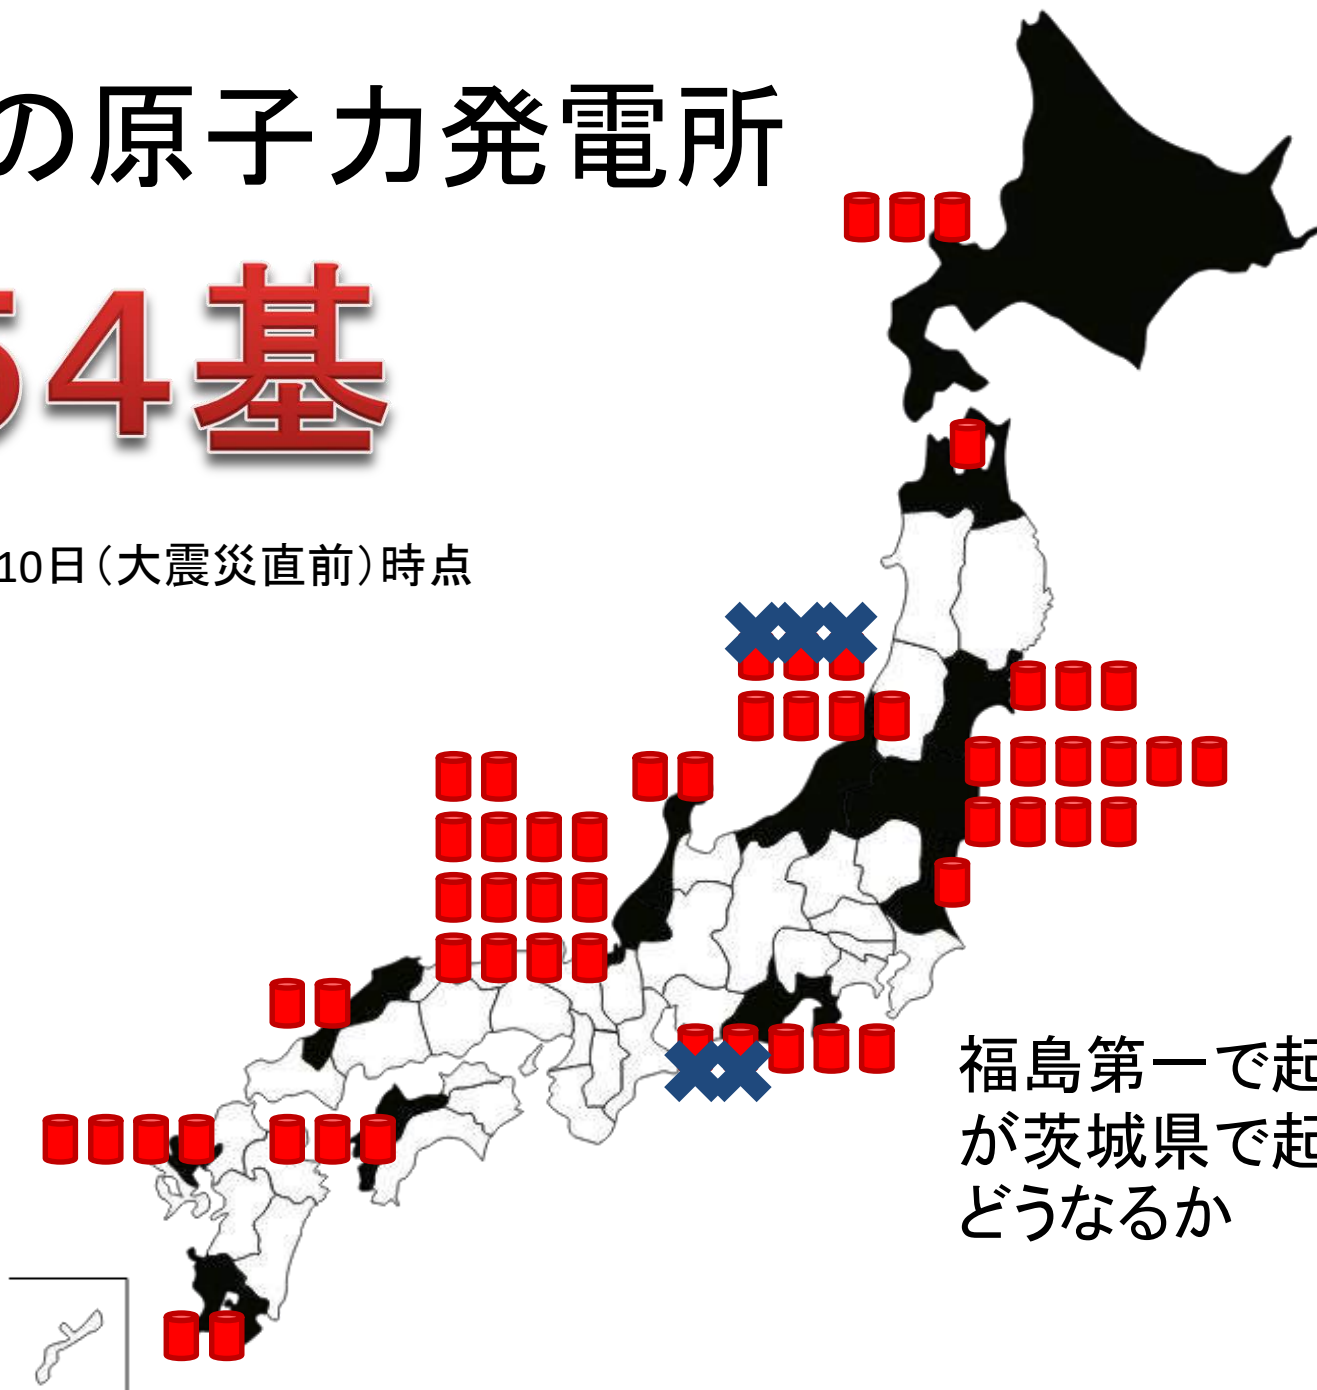 の原子力発電所
54基
10日（大震災直前）時点
福島第一で起
が茨城県で起
どうなるか